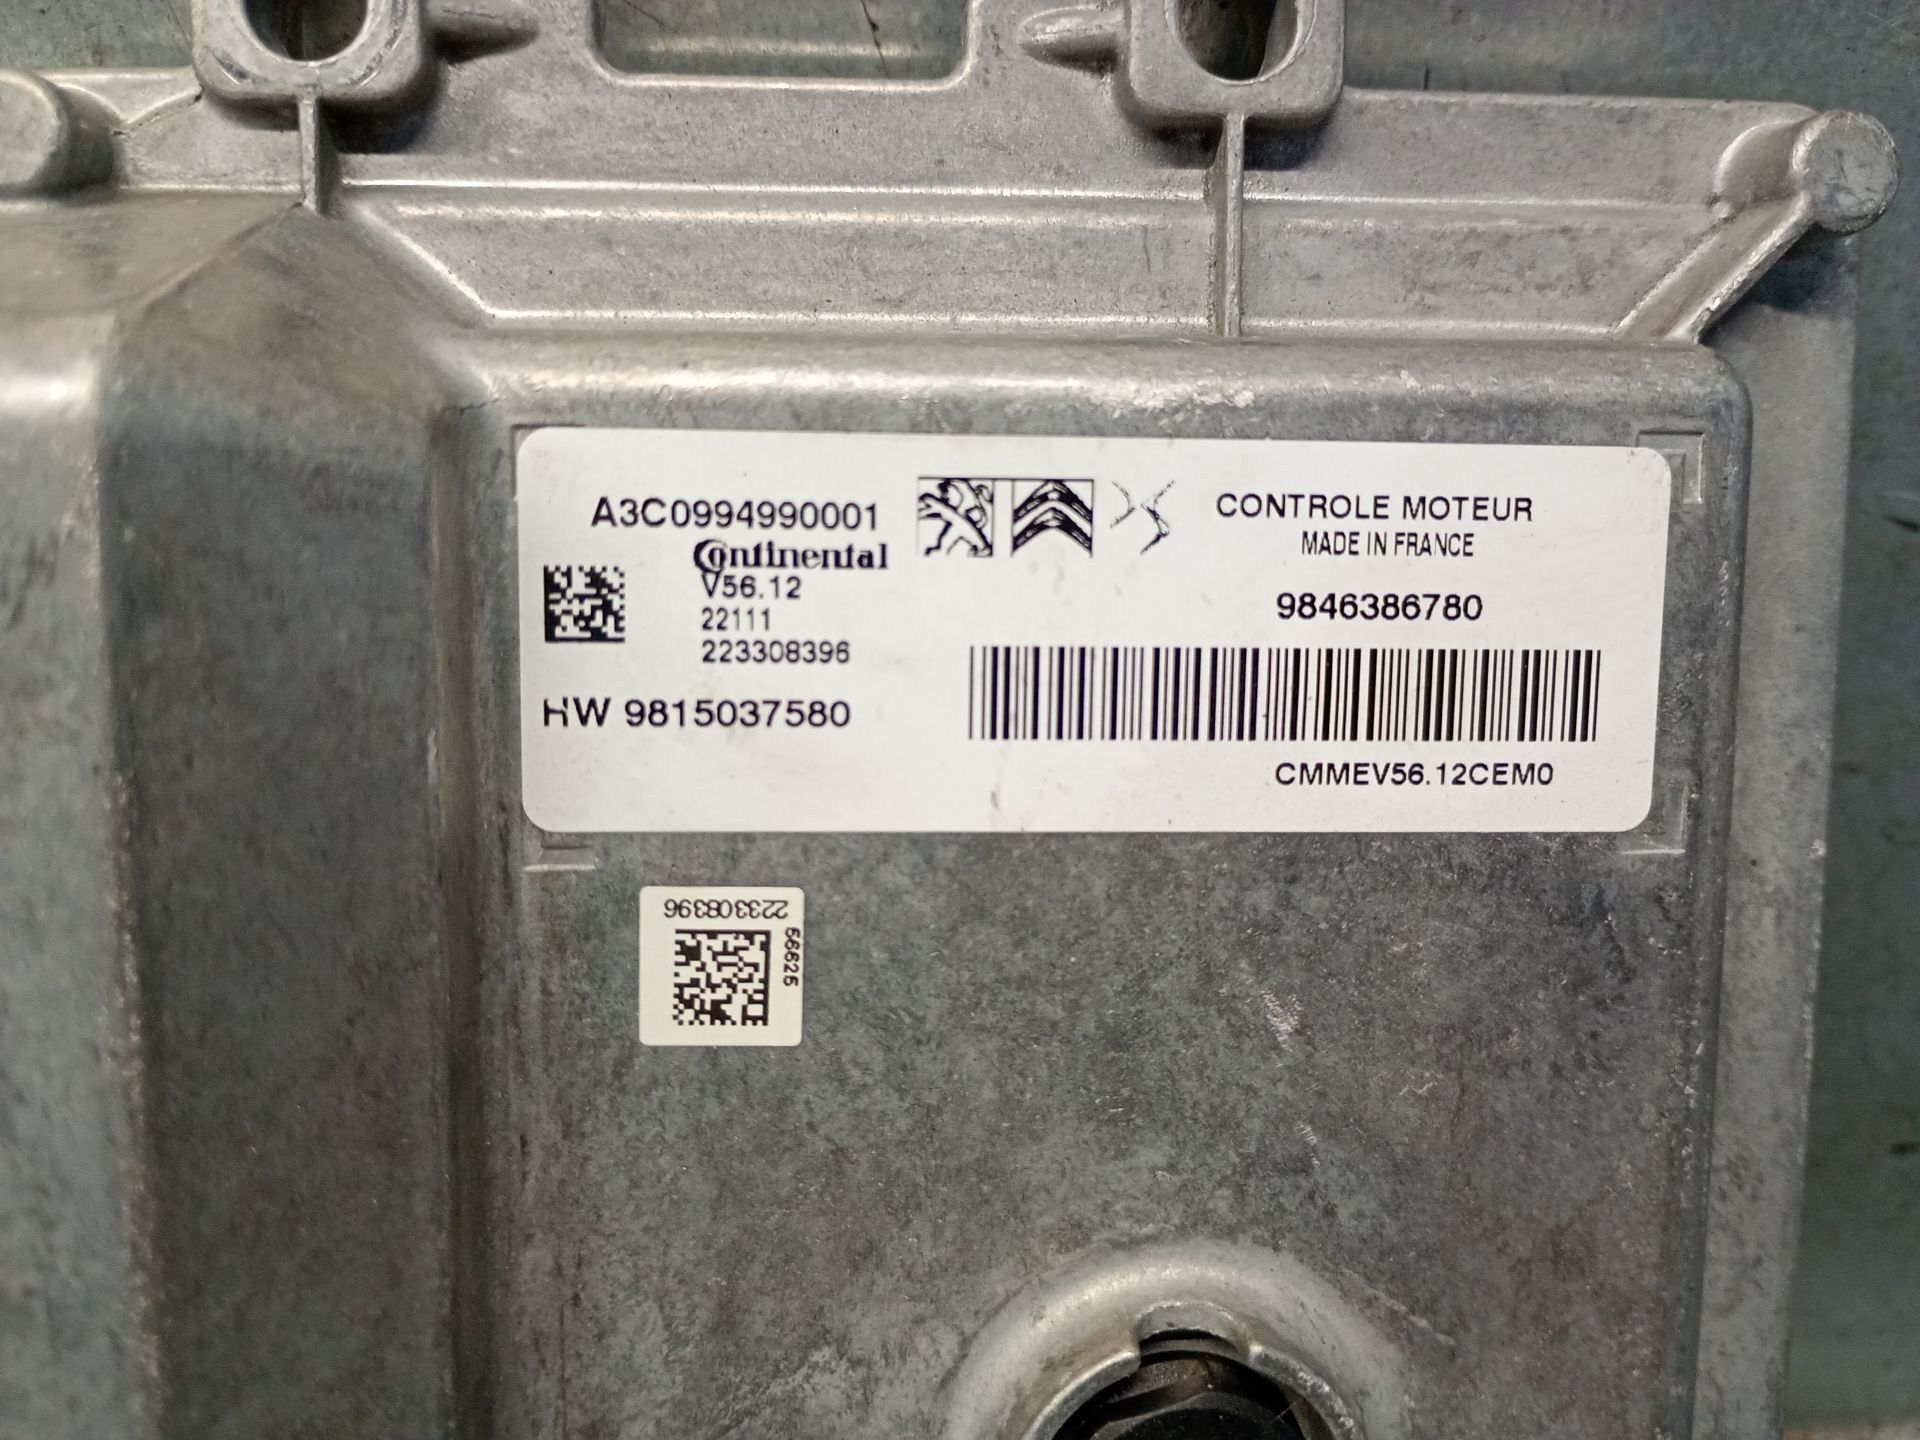 A3C0994990001
Continental
V56.12
22111
223308396
HW 9815037580
CONTROLE MOTEUR
MADE IN FRANCE
9846386780
CMMEV56.12CEM0
223308396
56625